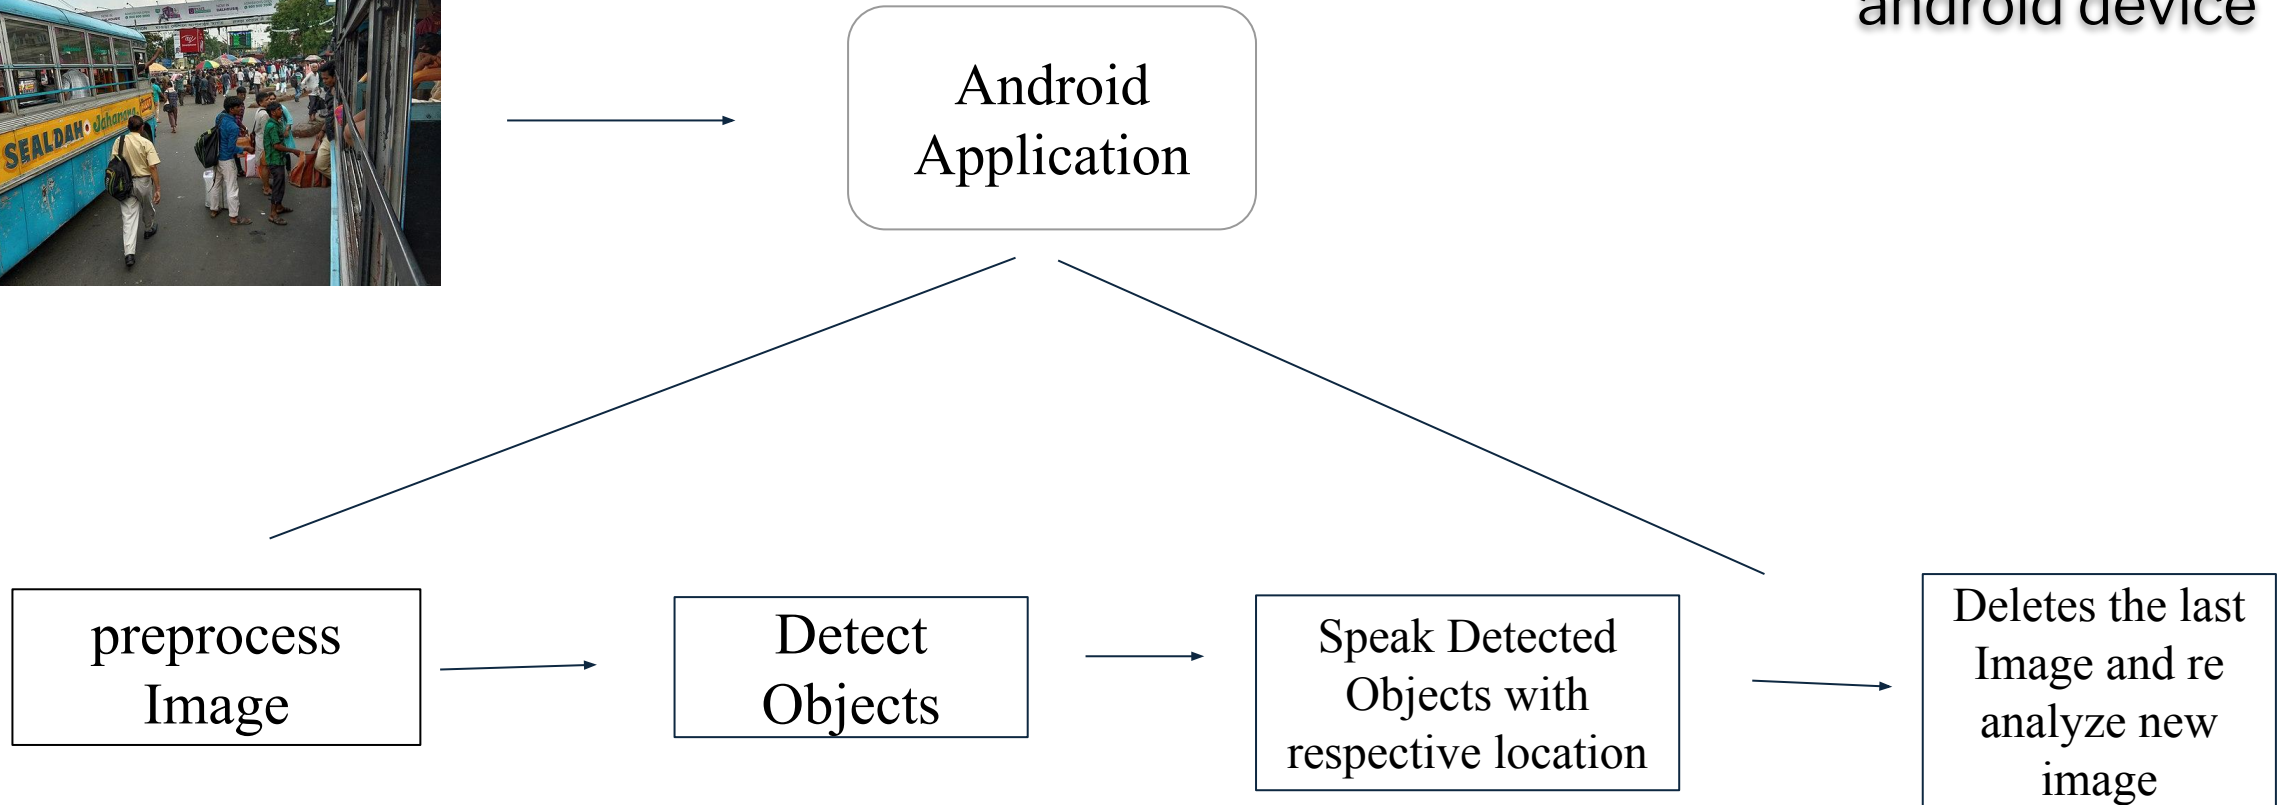 android device
SEALDAH Jahanona
Android
Application
preprocess
Image
Detect
Objects
Speak Detected
Objects with
respective location
Deletes the last
Image and re
analyze new
image